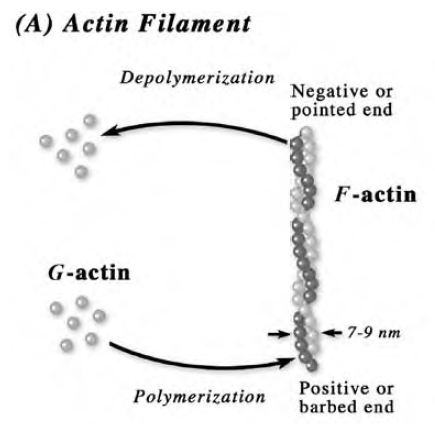 (A) Actin Filament
Depolymerization
Negative or
pointed end
F-actin
G-actin
7-9 nm
Polymerization
Positive or
barbed end